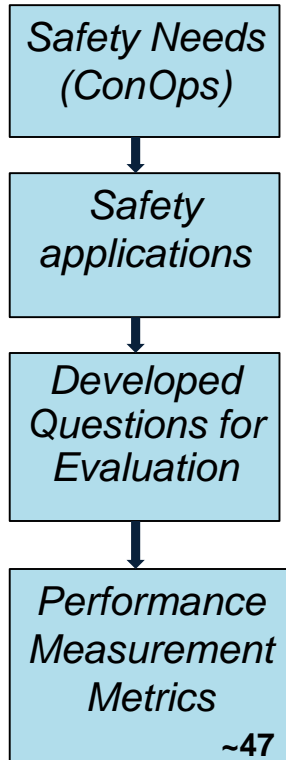 Safety Needs
(ConOps)
Safety
applications
Developed
Questions for
Evaluation
Performance
Measurement
Metrics
~47